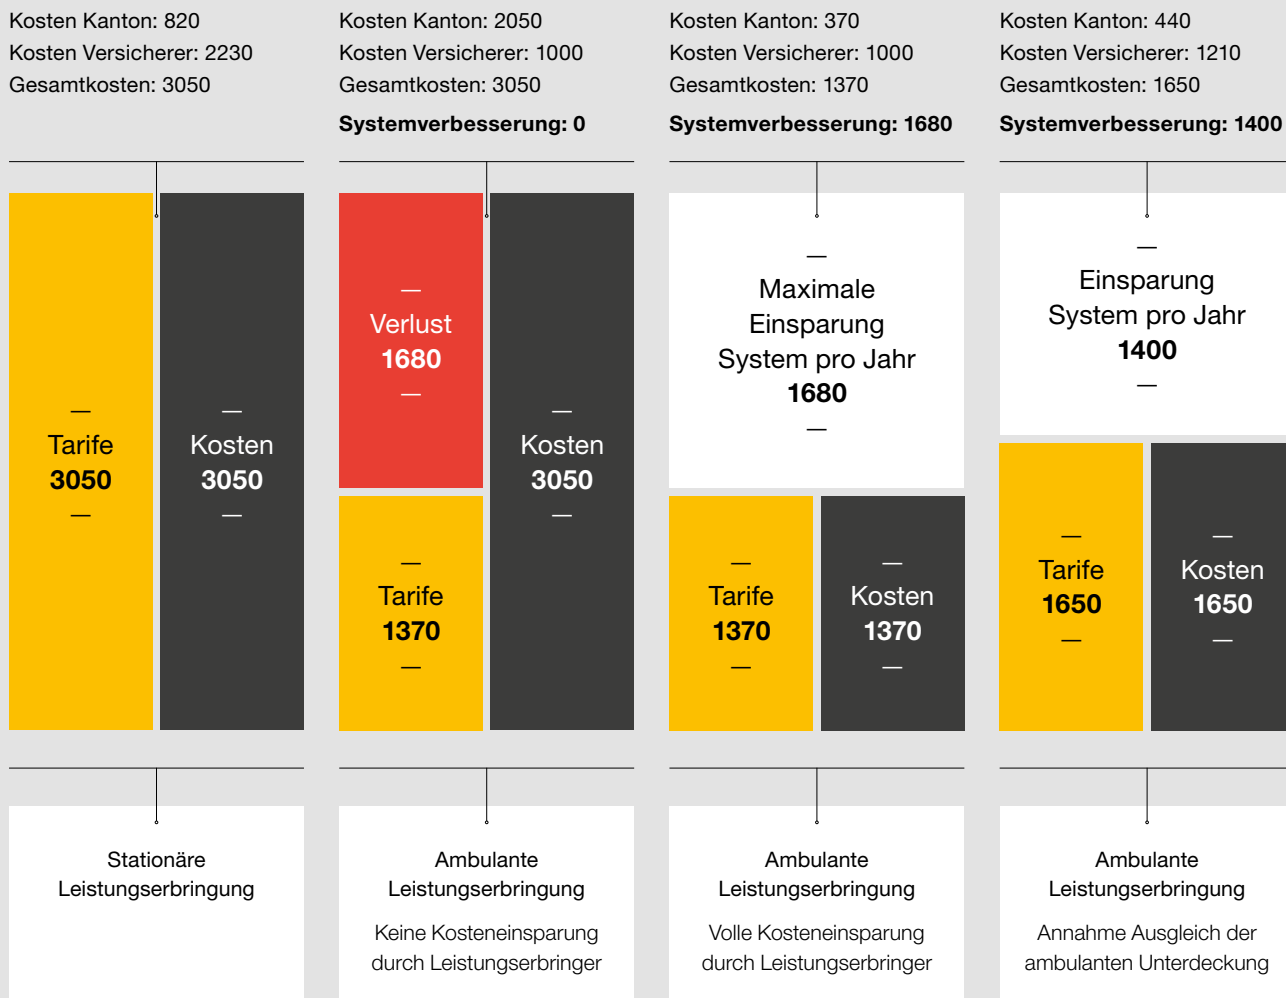 Kosten Kanton: 820
Kosten Versicherer: 2230
Gesamtkosten: 3050
Kosten Kanton: 2050
Kosten Versicherer: 1000
Gesamtkosten: 3050
Systemverbesserung: 0
Kosten Kanton: 370
Kosten Versicherer: 1000
Gesamtkosten: 1370
Systemverbesserung: 1680
Kosten Kanton: 440
Kosten Versicherer: 1210
Gesamtkosten: 1650
Systemverbesserung: 1400
—
Tarife
3050
—
—
Kosten
3050
—
—
Verlust
1680
—
—
Tarife
1370
—
—
Kosten
3050
—
—
Maximale
Einsparung
System pro Jahr
1680
—
—
Tarife
1370
—
—
Kosten
1370
—
—
Einsparung
System pro Jahr
1400
—
—
Tarife
1650
—
—
Kosten
1650
—
Stationäre
Leistungserbringung
Ambulante
Leistungserbringung
Keine Kosteneinsparung
durch Leistungserbringer
Ambulante
Leistungserbringung
Volle Kosteneinsparung
durch Leistungserbringer
Ambulante
Leistungserbringung
Annahme Ausgleich der
ambulanten Unterdeckung